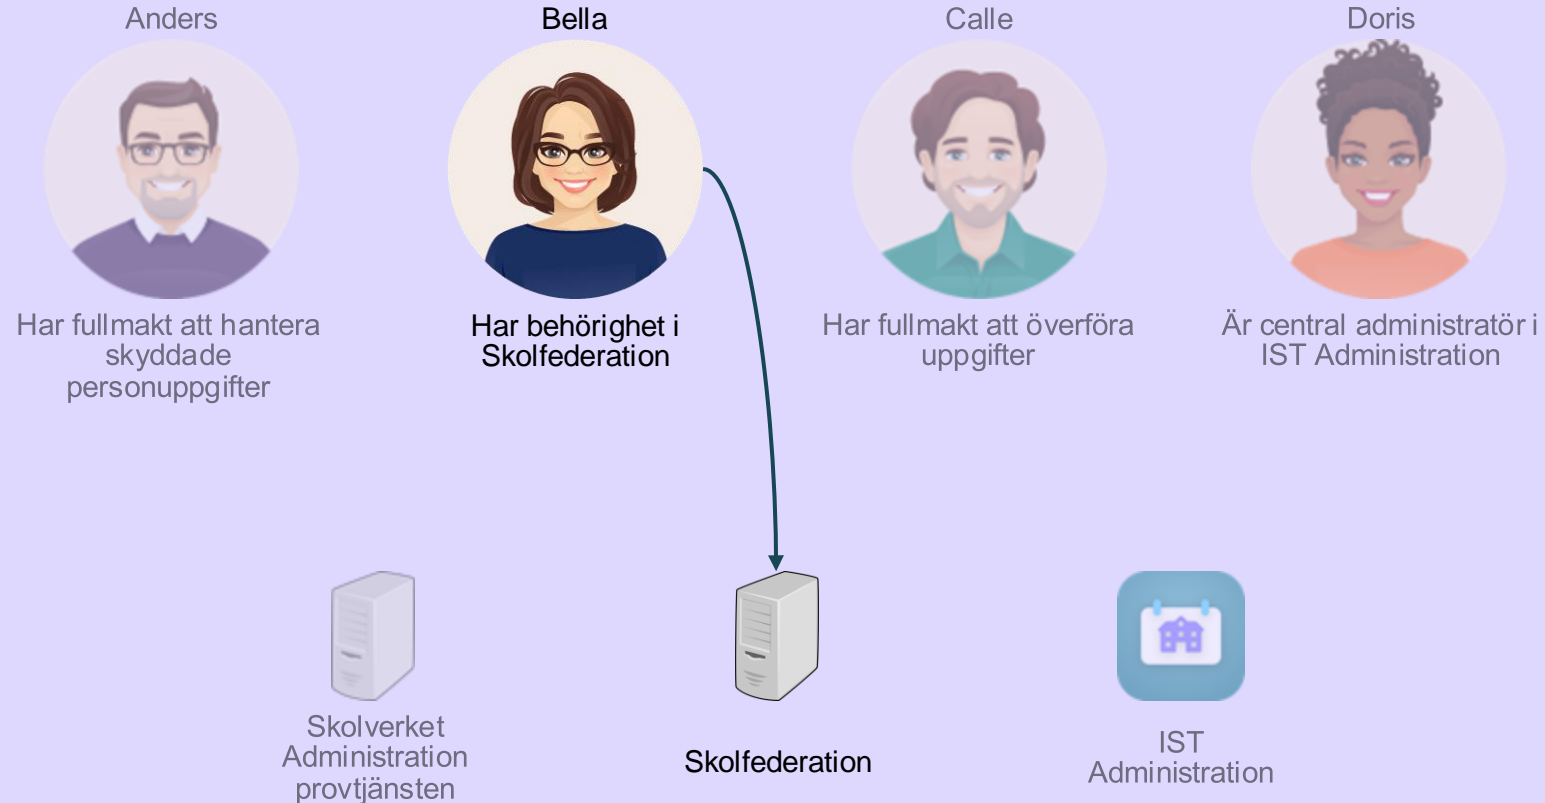 Anders
Bella
Calle
Doris
Har fullmakt att hantera
skyddade
personuppgifter
Har behörighet i
Skolfederation
Har fullmakt att överföra
uppgifter
Är central administratör i
IST Administration
Skolverket
Administration
provtjänsten
Skolfederation
IST
Administration